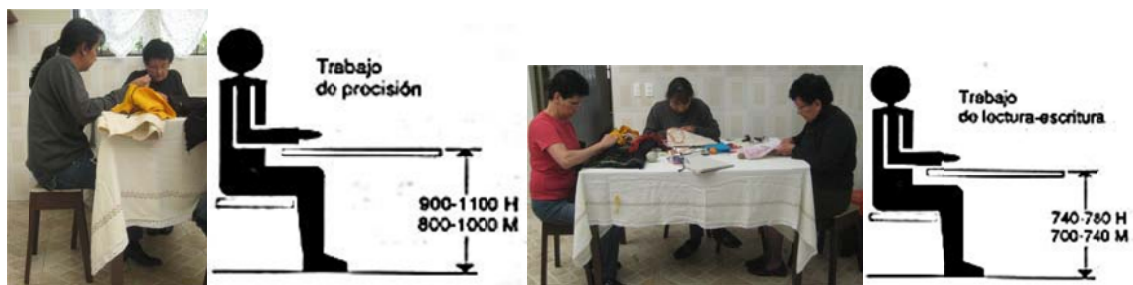 Trabajo
de precisión
900-1100 H
800-1000 M
Trabajo
de lectura-escritura
740-780 H
700-740 M